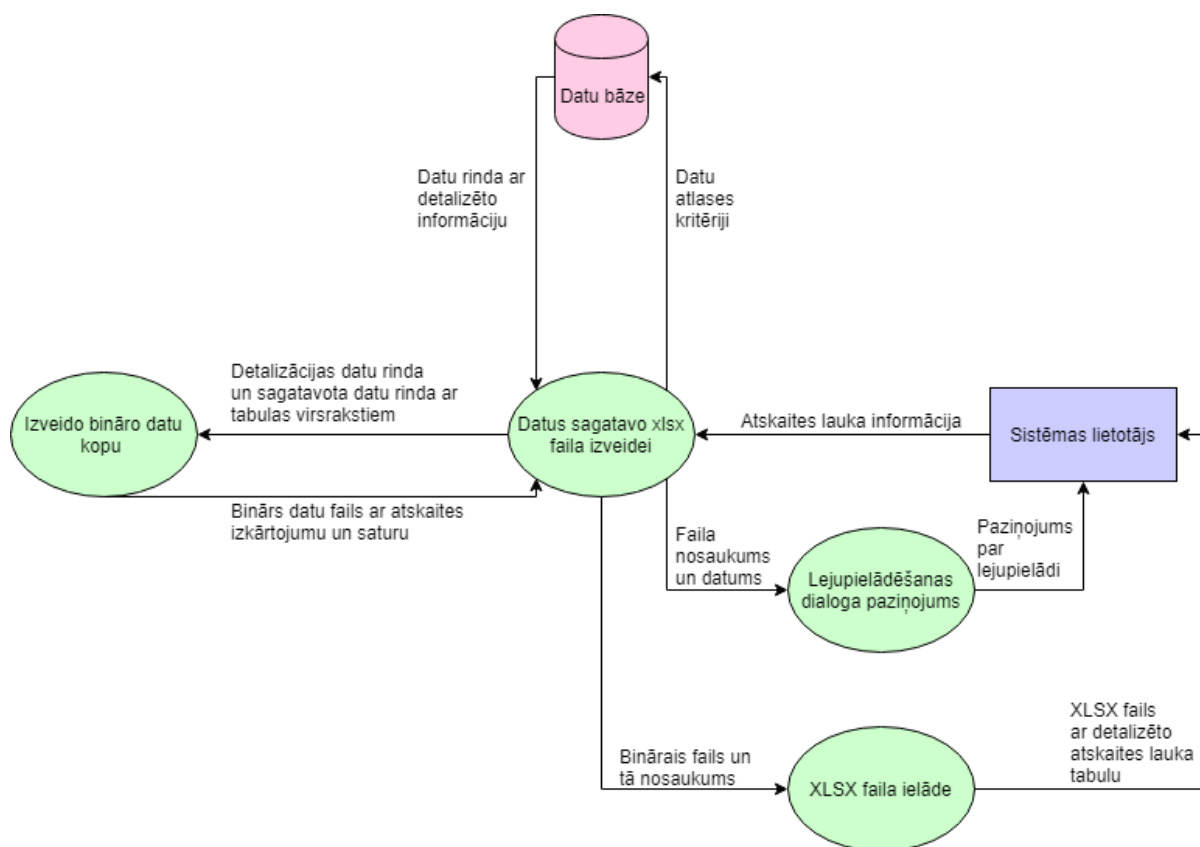 Datu bāze
Datu rinda ar
detalizēto
informāciju
Datu
atlases
kritēriji
Detalizācijas datu rinda
un sagatavota datu rinda ar
tabulas virsrakstiem
Izveido bināro datu
kopu
Datus sagatavo xlsx
faila izveidei
Atskaites lauka informācija
Sistēmas lietotājs
Binārs datu fails ar atskaites
izkārtojumu un saturu
Faila
nosaukums
un datums
Lejupielādēšanas
dialoga paziņojums
Paziņojums
par
lejupielādi
Binārais fails un
tā nosaukums
XLSX faila ielāde
XLSX fails
ar detalizēto
atskaites lauka
tabulu